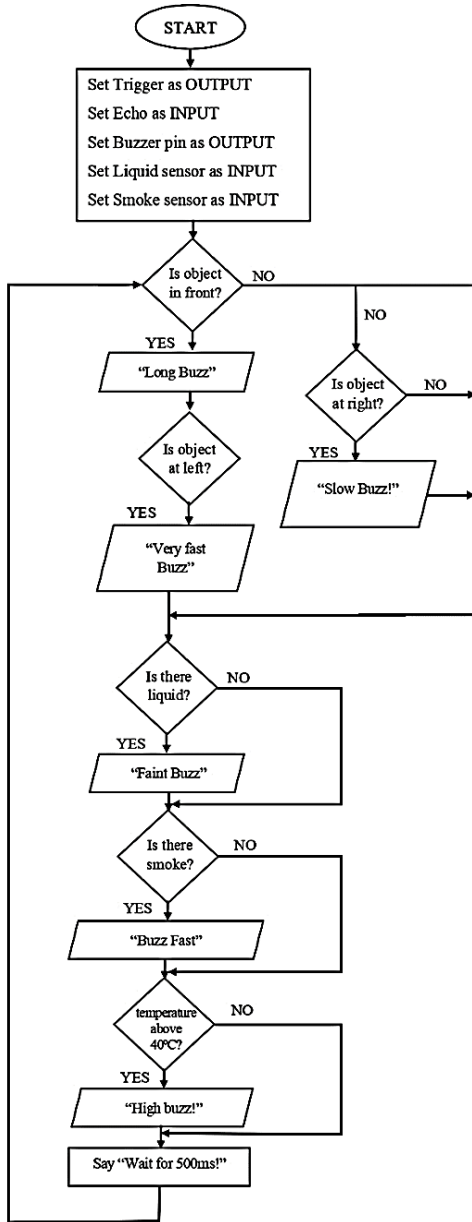 START
Set Trigger as OUTPUT
Set Echo as INPUT
Set Buzzer pin as OUTPUT
Set Liquid sensor as INPUT
Set Smoke sensor as INPUT
Is object
in front?
NO
YES
NO
"Long Buzz"
Is object
at right?
NO
YES
"Slow Buzz!"
Is object
at left?
YES
"Very fast
Buzz"
Is there
liquid?
NO
YES
"Faint Buzz"
Is there
smoke?
NO
YES
"Buzz Fast"
temperature
above
40ºC?
NO
YES
"High buzz!"
Say "Wait for 500ms!"